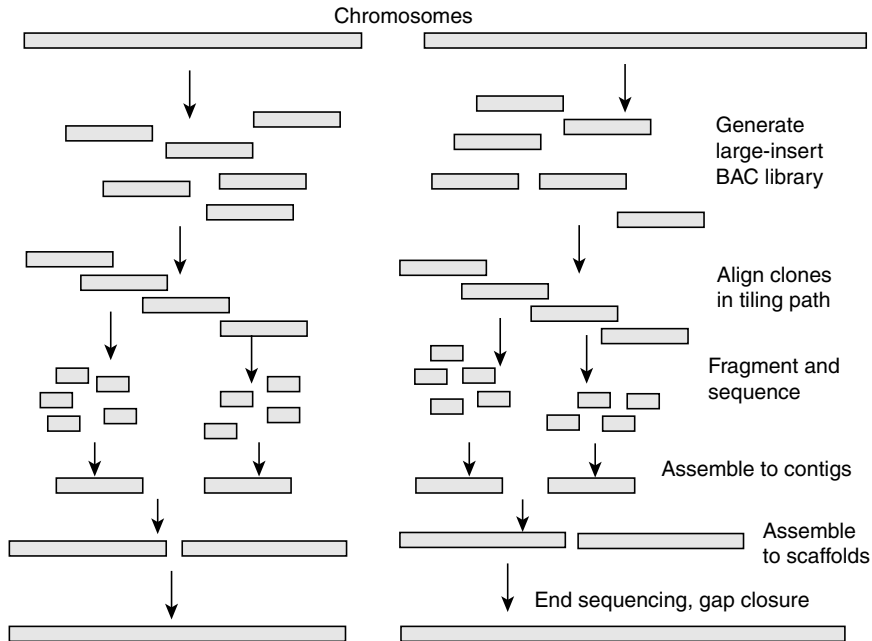 Chromosomes
Generate
large-insert
BAC library
Align clones
in tiling path
Fragment and
sequence
Assemble to contigs
Assemble
to scaffolds
End sequencing, gap closure